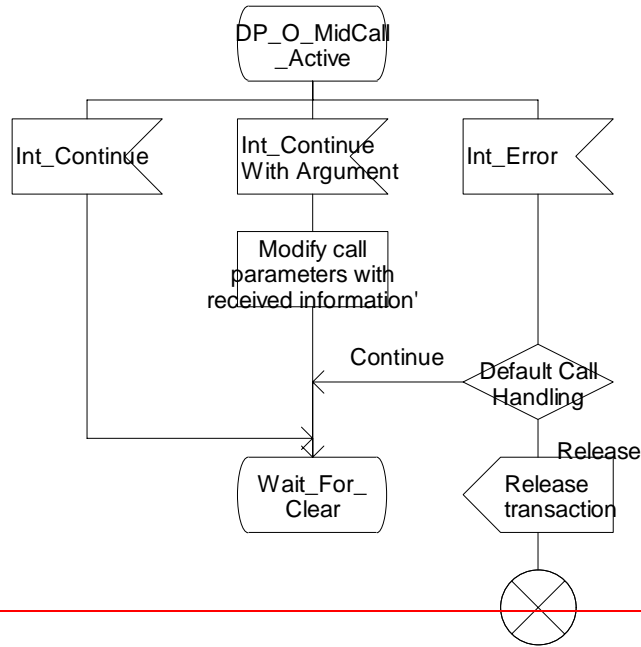 DP_O_MidCall
_Active
Int_Continue
Int_Continue
With Argument
Int_Error
Modify call
parameters with
received information'
Continue
Default Call
Handling
Release
Wait_For_
Clear
Release
transaction